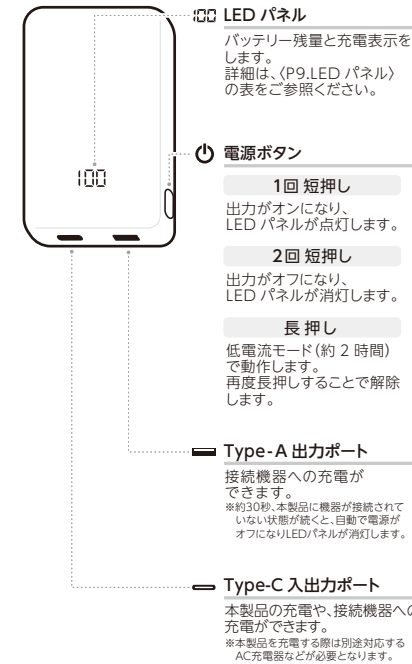 100 LED パネル
バッテリー残量と充電表示を
します。
詳細は、〈P9.LED パネル〉
の表をご参照ください。
電源ボタン
100
1回 短押し
出力がオンになり、
LED パネルが点灯します。
2回 短押し
出力がオフになり、
LED パネルが消灯します。
長 押し
低電流モード(約 2 時間)
で動作します。
再度長押しすることで解除
します。
Type-A 出力ポート
接続機器への充電が
できます。
※約30秒、本製品に機器が接続されて
いない状態が続くと、自動で電源が
オフになりLEDパネルが消灯します。
Type-C 入出力ポート
本製品の充電や、接続機器への
充電ができます。
※本製品を充電する際は別途対応する
AC充電器などが必要となります。